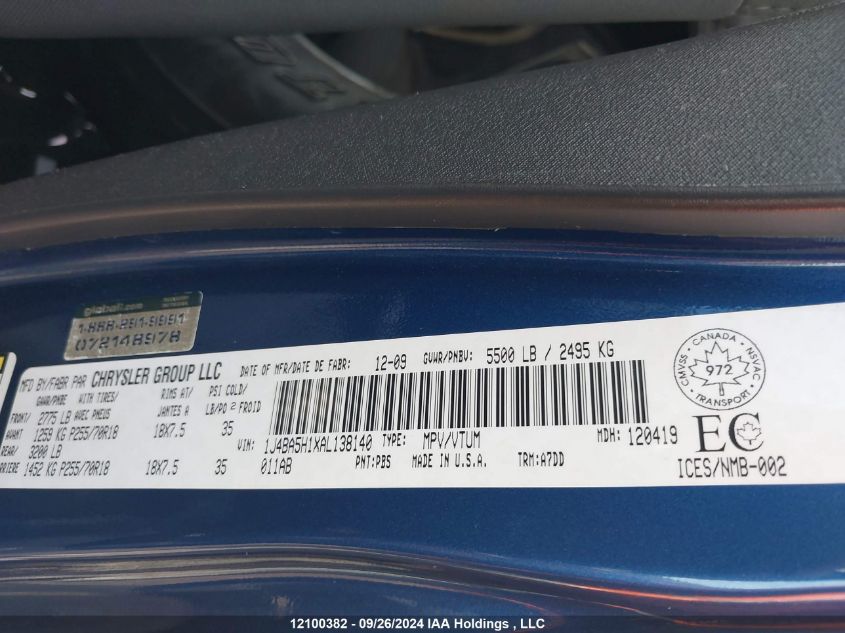 globali.com
1-888-891-9991
072148978
MFD BY/FABR PAR CHRYSLER GROUP LLC
DATE OF MFR/DATE DE FABR: 12-09 GVWR/PNBV: 5500 LB / 2495 KG
GAWR/PNBE WITH TIRES/ RIMS AT/ PSI COLD/
FRONT/ 2775 LB AVEC PNEUS JANTES A LB/PO 2 FROID
AVANT 1259 KG P255/70R18 18X7.5 35
REAR/ 3200 LB
ARRIERE 1452 KG P255/70R18 18X7.5 35
VIN: 1J4BA5H1XAL138140 TYPE: MPV/VTUM MDH: 120419
011AB PNT: PBS MADE IN U.S.A. TRM: A7DD
CANADA
CMVSS 972 NSVAC
TRANSPORT
EC
ICES/NMB-002
12100382 - 09/26/2024 IAA Holdings , LLC